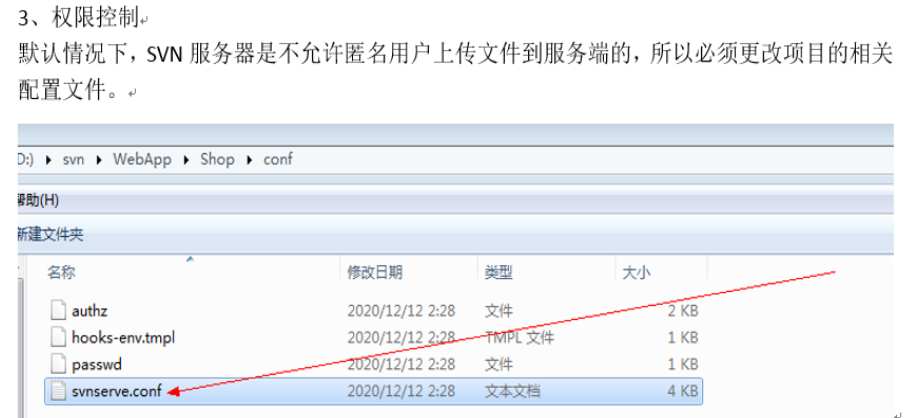 3、权限控制
默认情况下，SVN 服务器是不允许匿名用户上传文件到服务端的，所以必须更改项目的相关
配置文件。
D:) ▸ svn ▸ WebApp ▸ Shop ▸ conf
帮助(H)
新建文件夹
名称 修改日期 类型 大小
authz 2020/12/12 2:28 文件 2 KB
hooks-env.tmpl 2020/12/12 2:28 TMPL 文件 1 KB
passwd 2020/12/12 2:28 文件 1 KB
svnserve.conf 2020/12/12 2:28 文本文档 4 KB